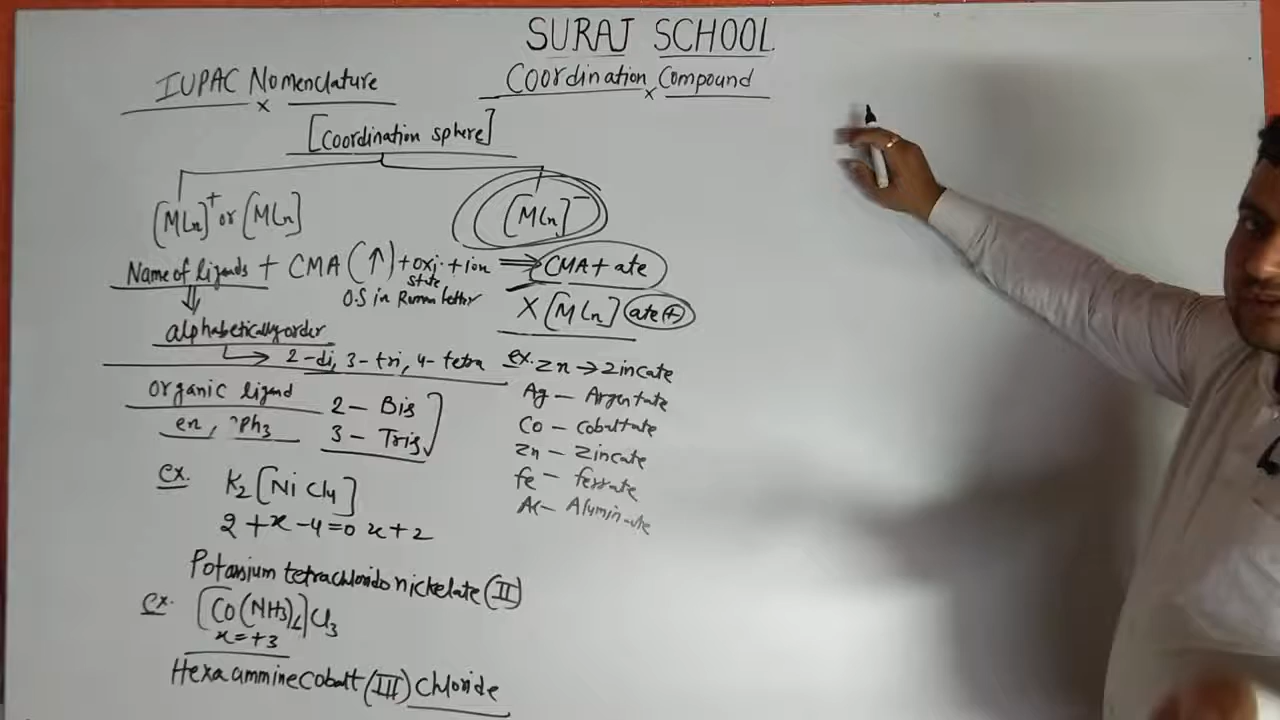 SURAJ SCHOOL
IUPAC Nomenclature
Coordination Compound
[Coordination sphere]
[MLn]+ or [MLn]
[MLn]-
Name of ligands + CMA (↑) + oxi. state + ion ⇒ CMA + ate
O.S in Ruman letter
X [MLn] ate(+)
alphabetically order
2-di, 3-tri, 4-tetra
organic ligand
en, PPh3
2 - Bis
3 - Tris
ex. Zn → Zincate
Ag - Argentate
Co - Cobaltate
Zn - Zincate
fe - ferrate
Al - Aluminate
ex. K2[NiCl4]
2 + x - 4 = 0 x + 2
Potassium tetrachlorido nickelate (II)
ex. [Co(NH3)6]Cl3
x = +3
Hexa ammine Cobalt (III) Chloride